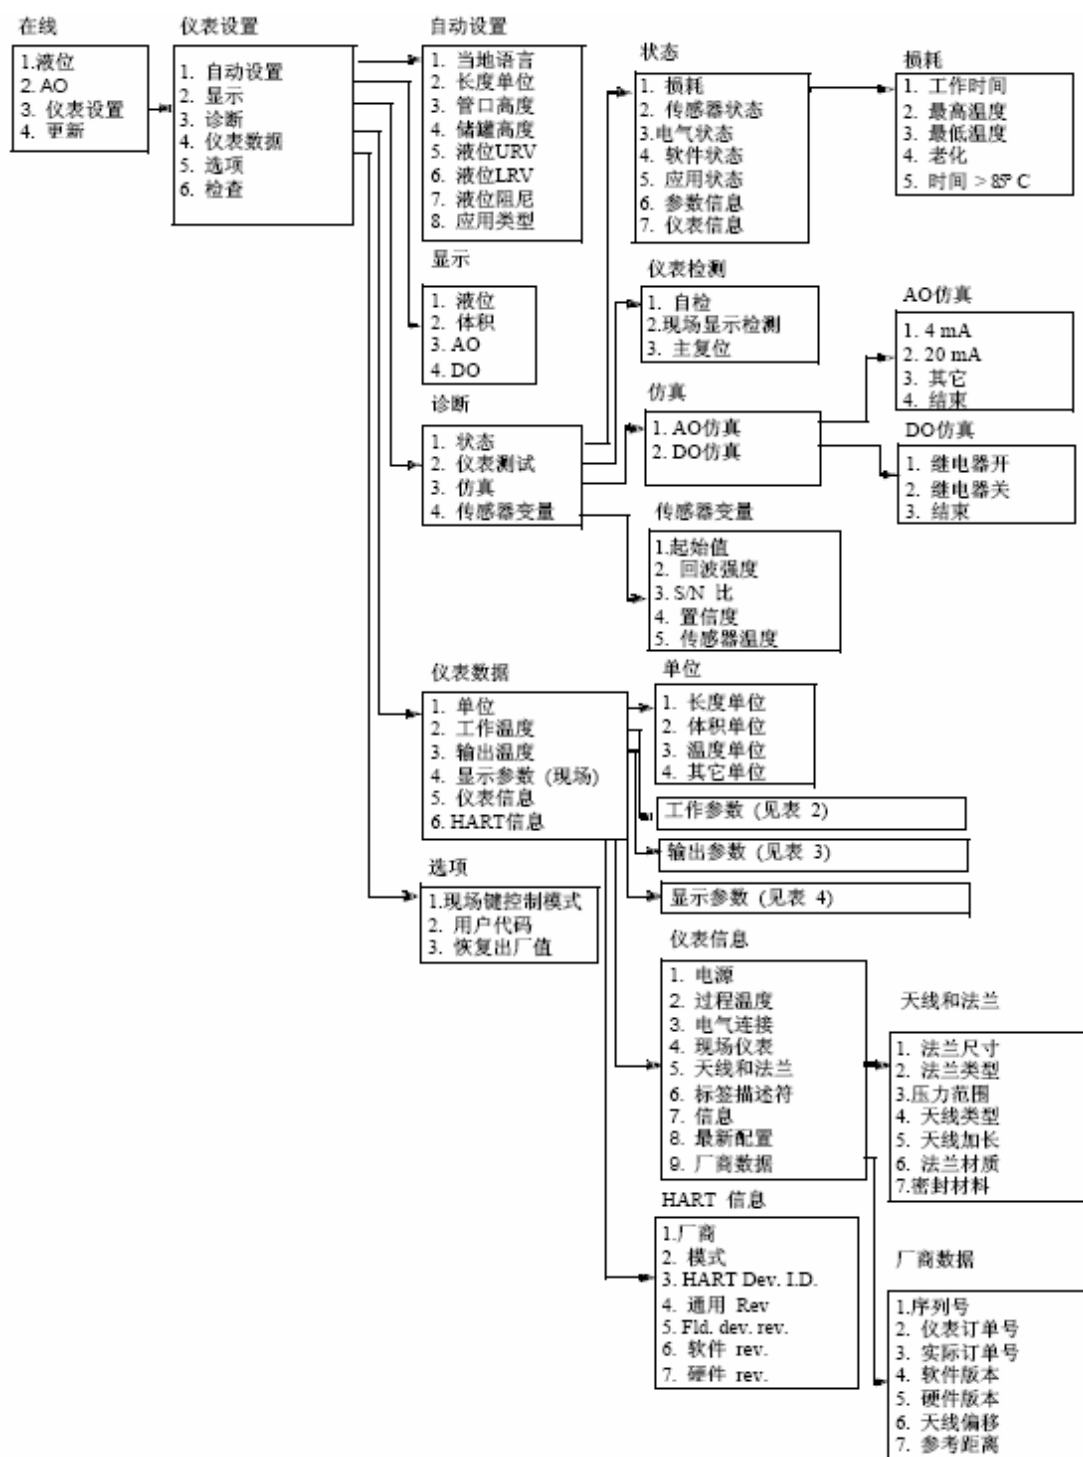 在线
1.液位
2. AO
3. 仪表设置
4. 更新
仪表设置
1. 自动设置
2. 显示
3. 诊断
4. 仪表数据
5. 选项
6. 检查
自动设置
1. 当地语言
2. 长度单位
3. 管口高度
4. 储罐高度
5. 液位URV
6. 液位LRV
7. 液位阻尼
8. 应用类型
显示
1. 液位
2. 体积
3. AO
4. DO
诊断
1. 状态
2. 仪表测试
3. 仿真
4. 传感器变量
状态
1. 损耗
2. 传感器状态
3.电气状态
4. 软件状态
5. 应用状态
6. 参数信息
7. 仪表信息
损耗
1. 工作时间
2. 最高温度
3. 最低温度
4. 老化
5. 时间 > 85° C
仪表检测
1. 自检
2.现场显示检测
3. 主复位
仿真
1. AO仿真
2. DO仿真
AO仿真
1. 4 mA
2. 20 mA
3. 其它
4. 结束
DO仿真
1. 继电器开
2. 继电器关
3. 结束
传感器变量
1.起始值
2. 回波强度
3. S/N 比
4. 置信度
5. 传感器温度
仪表数据
1. 单位
2. 工作温度
3. 输出温度
4. 显示参数 (现场)
5. 仪表信息
6. HART信息
单位
1. 长度单位
2. 体积单位
3. 温度单位
4. 其它单位
工作参数 (见表 2)
输出参数 (见表 3)
显示参数 (见表 4)
选项
1.现场键控制模式
2. 用户代码
3. 恢复出厂值
仪表信息
1. 电源
2. 过程温度
3. 电气连接
4. 现场仪表
5. 天线和法兰
6. 标签描述符
7. 信息
8. 最新配置
9. 厂商数据
天线和法兰
1. 法兰尺寸
2. 法兰类型
3.压力范围
4. 天线类型
5. 天线加长
6. 法兰材质
7.密封材料
HART 信息
1.厂商
2. 模式
3. HART Dev. I.D.
4. 通用 Rev
5. Fld. dev. rev.
6. 软件 rev.
7. 硬件 rev.
厂商数据
1.序列号
2. 仪表订单号
3. 实际订单号
4. 软件版本
5. 硬件版本
6. 天线偏移
7. 参考距离